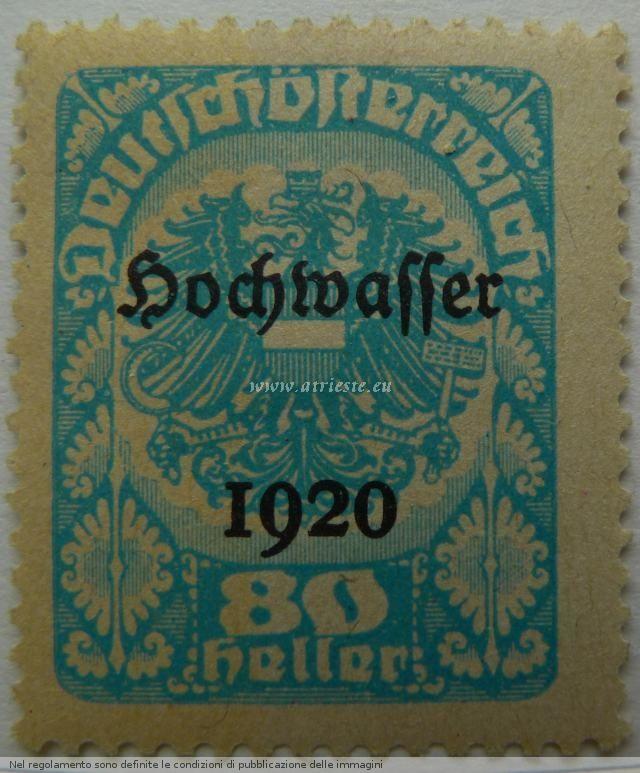 Deutschösterreich
Hochwasser
www.atrieste.eu
1920
80
heller
Nel regolamento sono definite le condizioni di pubblicazione delle immagini